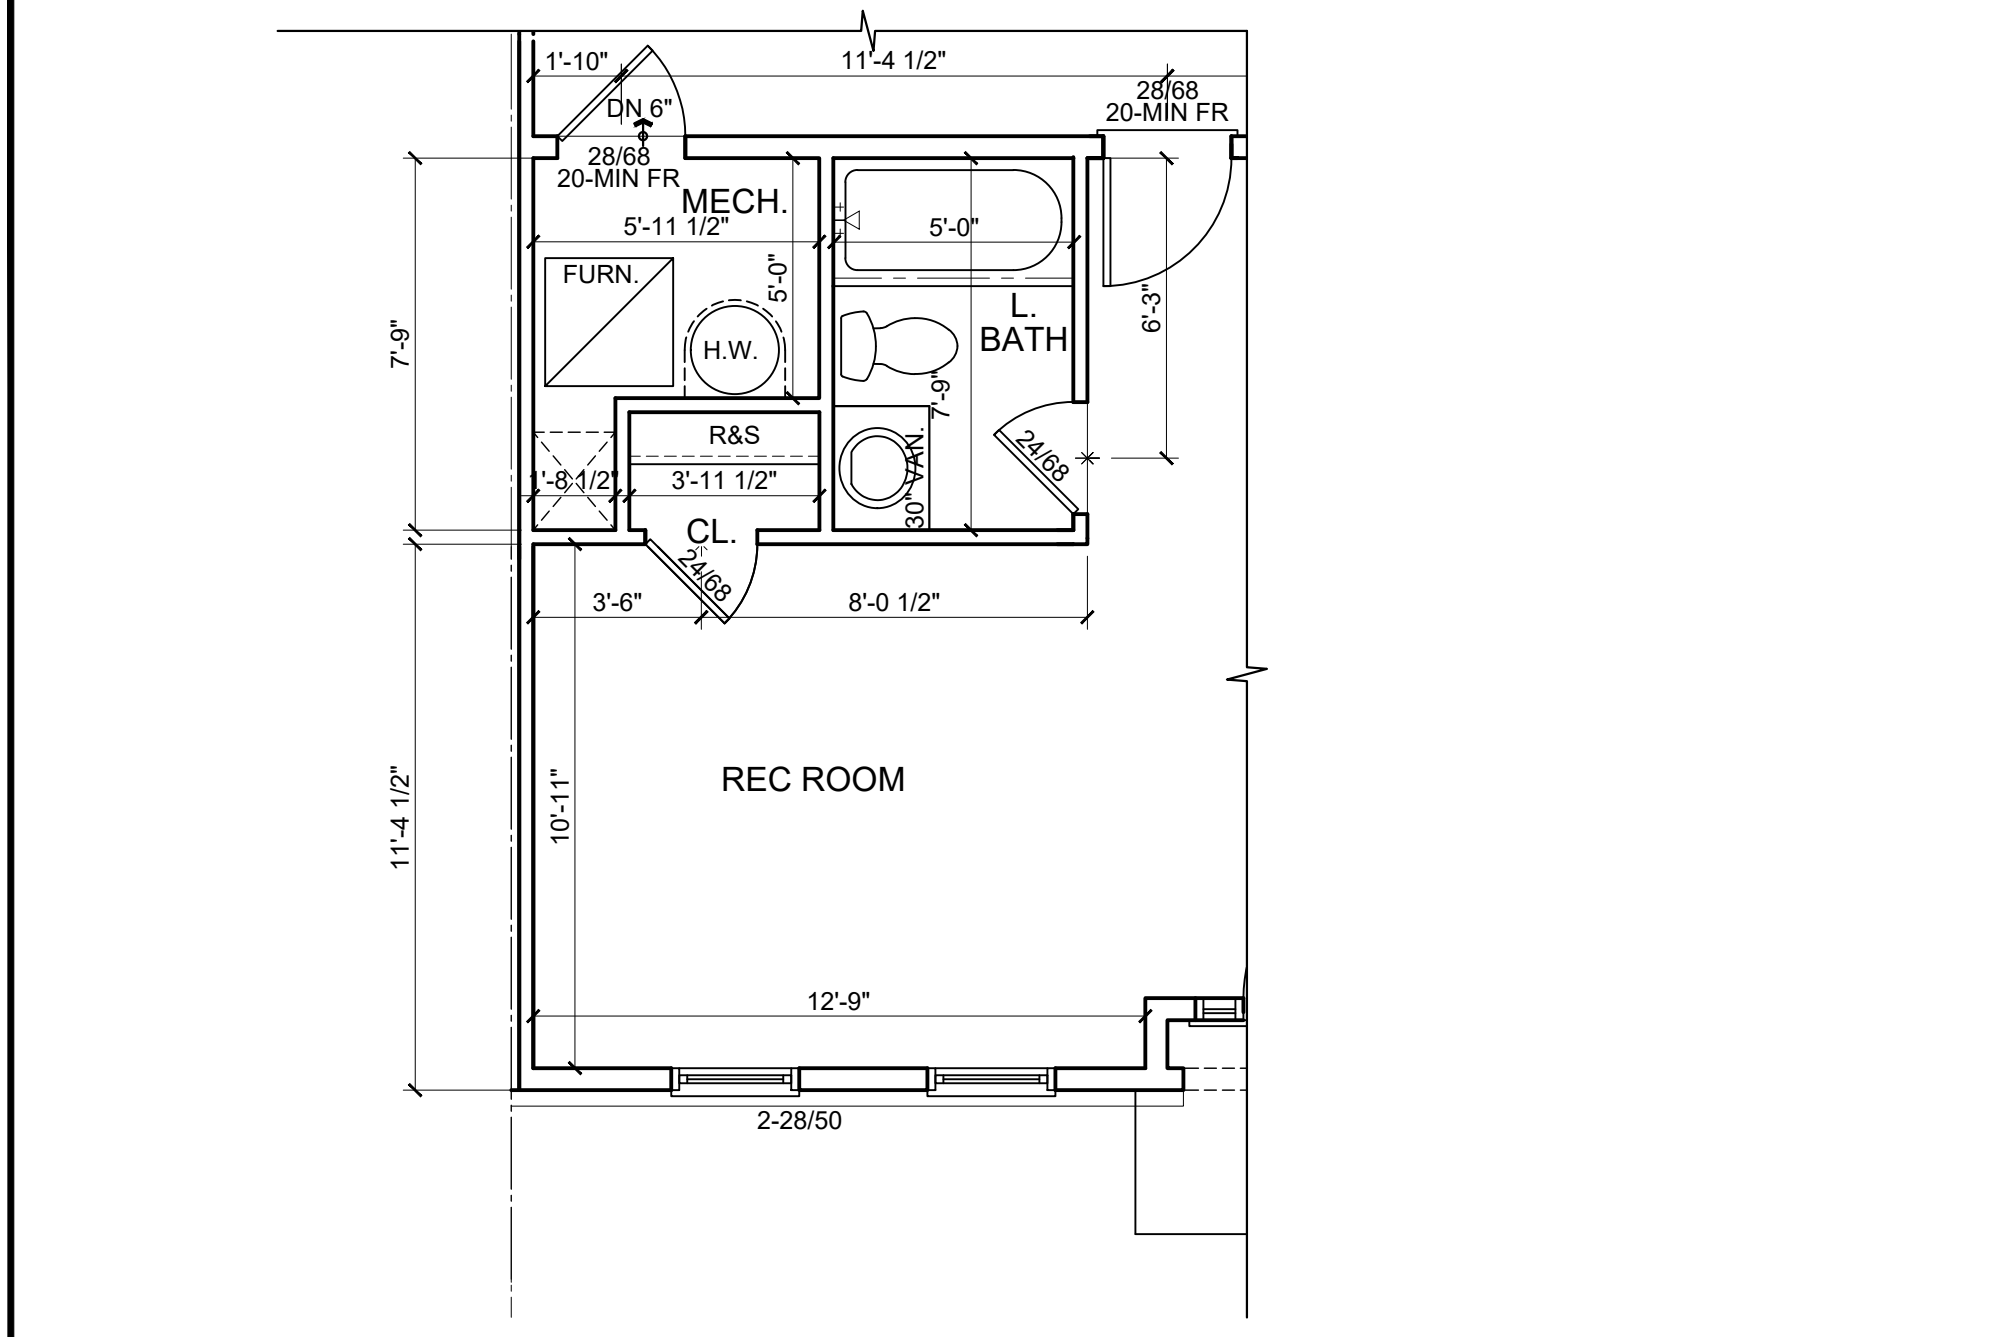 1'-10"
11'-4 1/2"
DN 6"
28/68
20-MIN FR
28/68
20-MIN FR
MECH.
5'-11 1/2"
5'-0"
FURN.
5'-0"
L.
BATH
6'-3"
7'-9"
H.W.
7'-9"
R&S
24/68
1'-8 1/2"
3'-11 1/2"
30" VAN.
CL.
24/68
3'-6"
8'-0 1/2"
REC ROOM
11'-4 1/2"
10'-11"
12'-9"
2-28/50